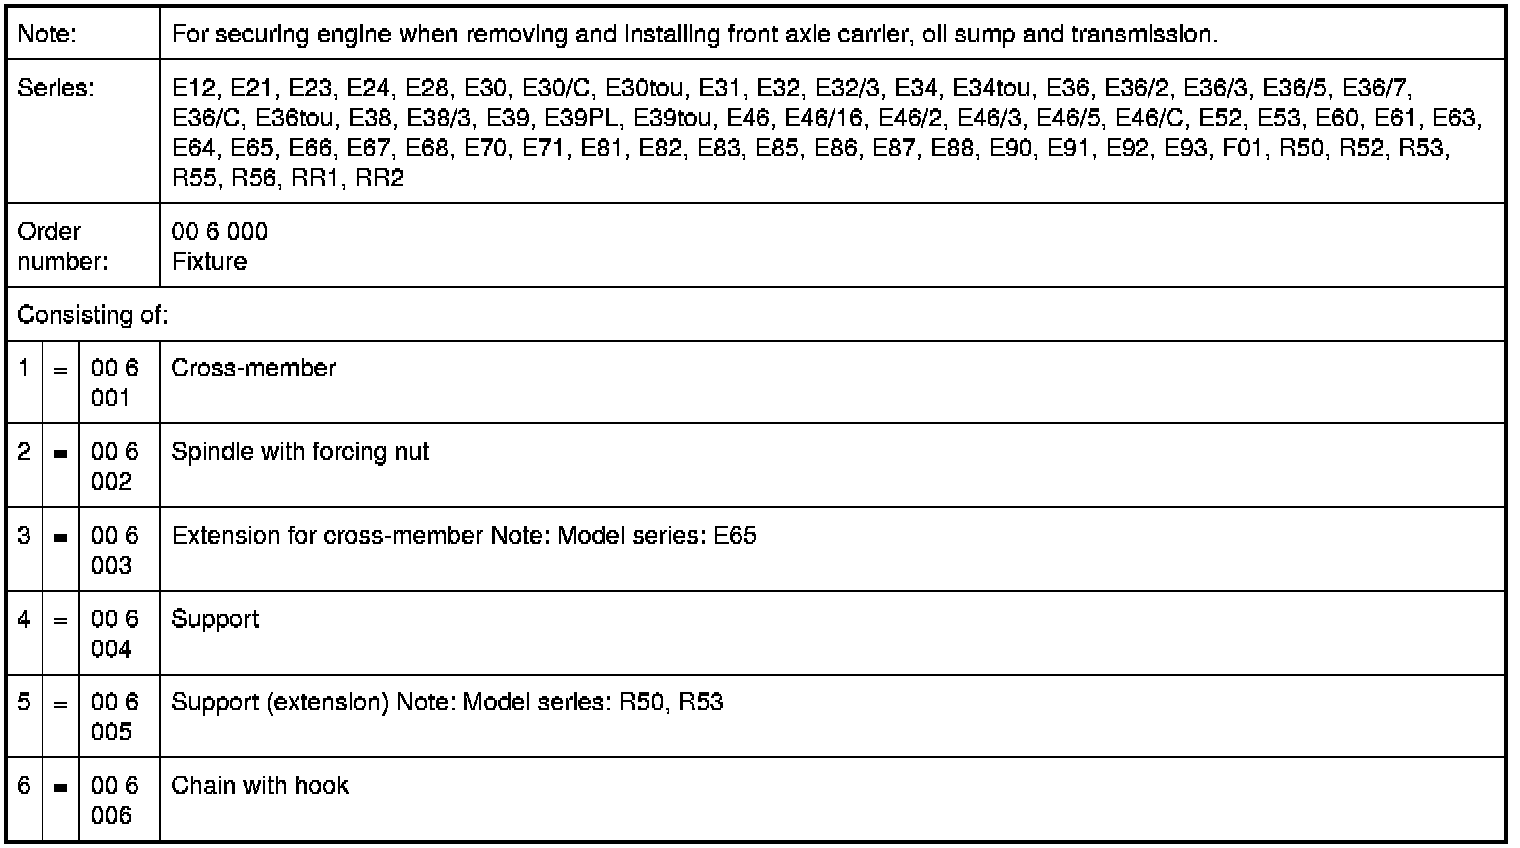 Note: For securing engine when removing and installing front axle carrier, oil sump and transmission.
Series: E12, E21, E23, E24, E28, E30, E30/C, E30tou, E31, E32, E32/3, E34, E34tou, E36, E36/2, E36/3, E36/5, E36/7,
E36/C, E36tou, E38, E38/3, E39, E39PL, E39tou, E46, E46/16, E46/2, E46/3, E46/5, E46/C, E52, E53, E60, E61, E63,
E64, E65, E66, E67, E68, E70, E71, E81, E82, E83, E85, E86, E87, E88, E90, E91, E92, E93, F01, R50, R52, R53,
R55, R56, RR1, RR2
Order number: 00 6 000
Fixture
Consisting of:
1 = 00 6 001 Cross-member
2 = 00 6 002 Spindle with forcing nut
3 = 00 6 003 Extension for cross-member Note: Model series: E65
4 = 00 6 004 Support
5 = 00 6 005 Support (extension) Note: Model series: R50, R53
6 = 00 6 006 Chain with hook